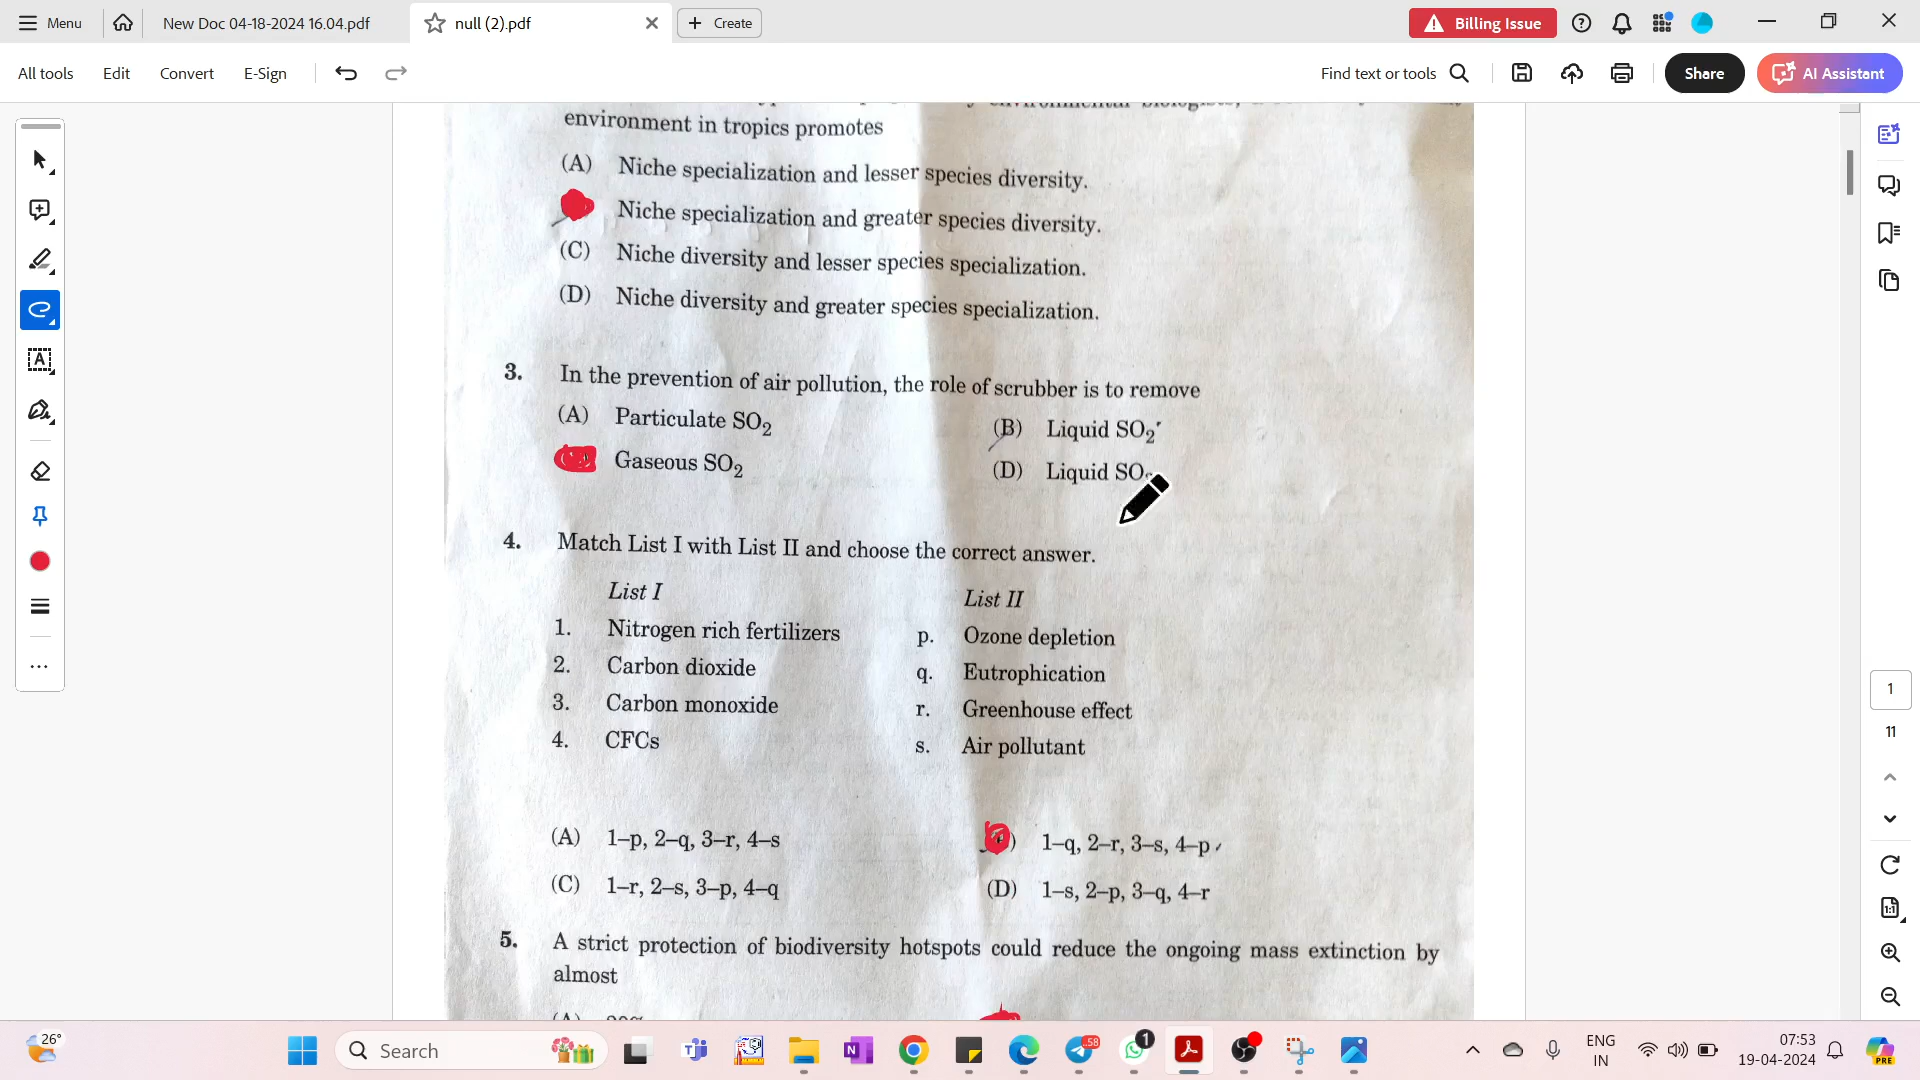 Menu
New Doc 04-18-2024 16.04.pdf
null (2).pdf
Create
Billing Issue
All tools
Edit
Convert
E-Sign
Find text or tools
Share
AI Assistant
environment in tropics promotes
(A) Niche specialization and lesser species diversity.
Niche specialization and greater species diversity.
(C) Niche diversity and lesser species specialization.
(D) Niche diversity and greater species specialization.
3. In the prevention of air pollution, the role of scrubber is to remove
(A) Particulate SO2 (B) Liquid SO2
Gaseous SO2 (D) Liquid
4. Match List I with List II and choose the correct answer.
List I List II
1. Nitrogen rich fertilizers p. Ozone depletion
2. Carbon dioxide q. Eutrophication
3. Carbon monoxide r. Greenhouse effect
4. CFCs s. Air pollutant
(A) 1–p, 2–q, 3–r, 4–s 1–q, 2–r, 3–s, 4–p
(C) 1–r, 2–s, 3–p, 4–q (D) 1–s, 2–p, 3–q, 4–r
5. A strict protection of biodiversity hotspots could reduce the ongoing mass extinction by
almost
1
11
26°
Search
.58
1
ENG
IN
07:53
19-04-2024
PRE